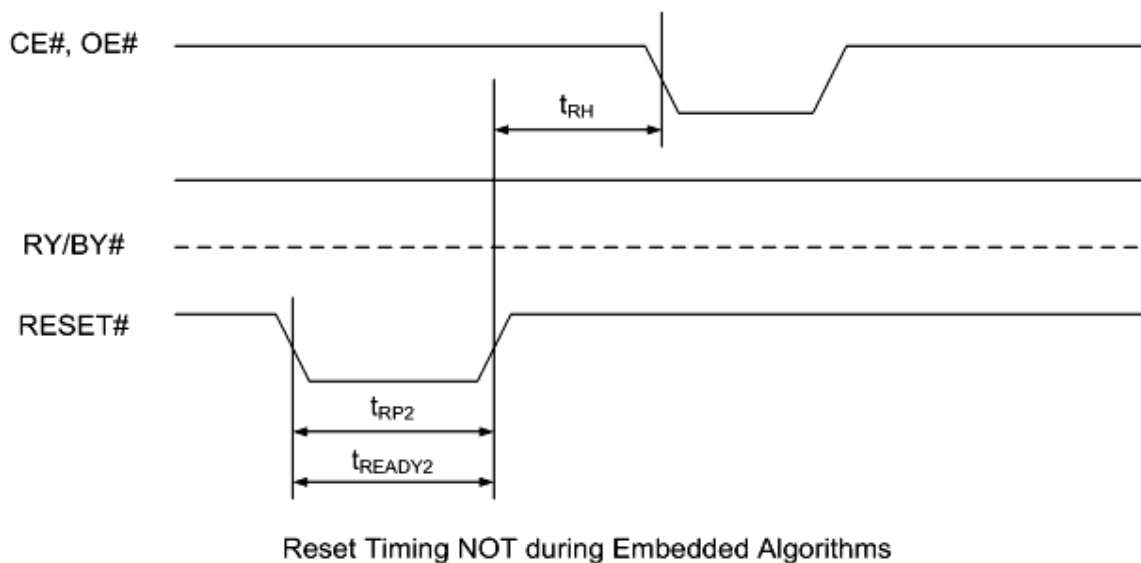 CE#, OE#
tRH
RY/BY#
RESET#
tRP2
tREADY2
Reset Timing NOT during Embedded Algorithms